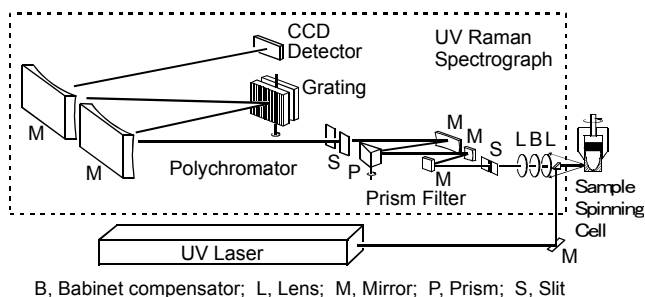 CCD
Detector
UV Raman
Spectrograph
Grating
M
M
Polychromator
S
P
M
M
M
S
L B L
Prism Filter
Sample
Spinning
Cell
UV Laser
M
B, Babinet compensator; L, Lens; M, Mirror; P, Prism; S, Slit